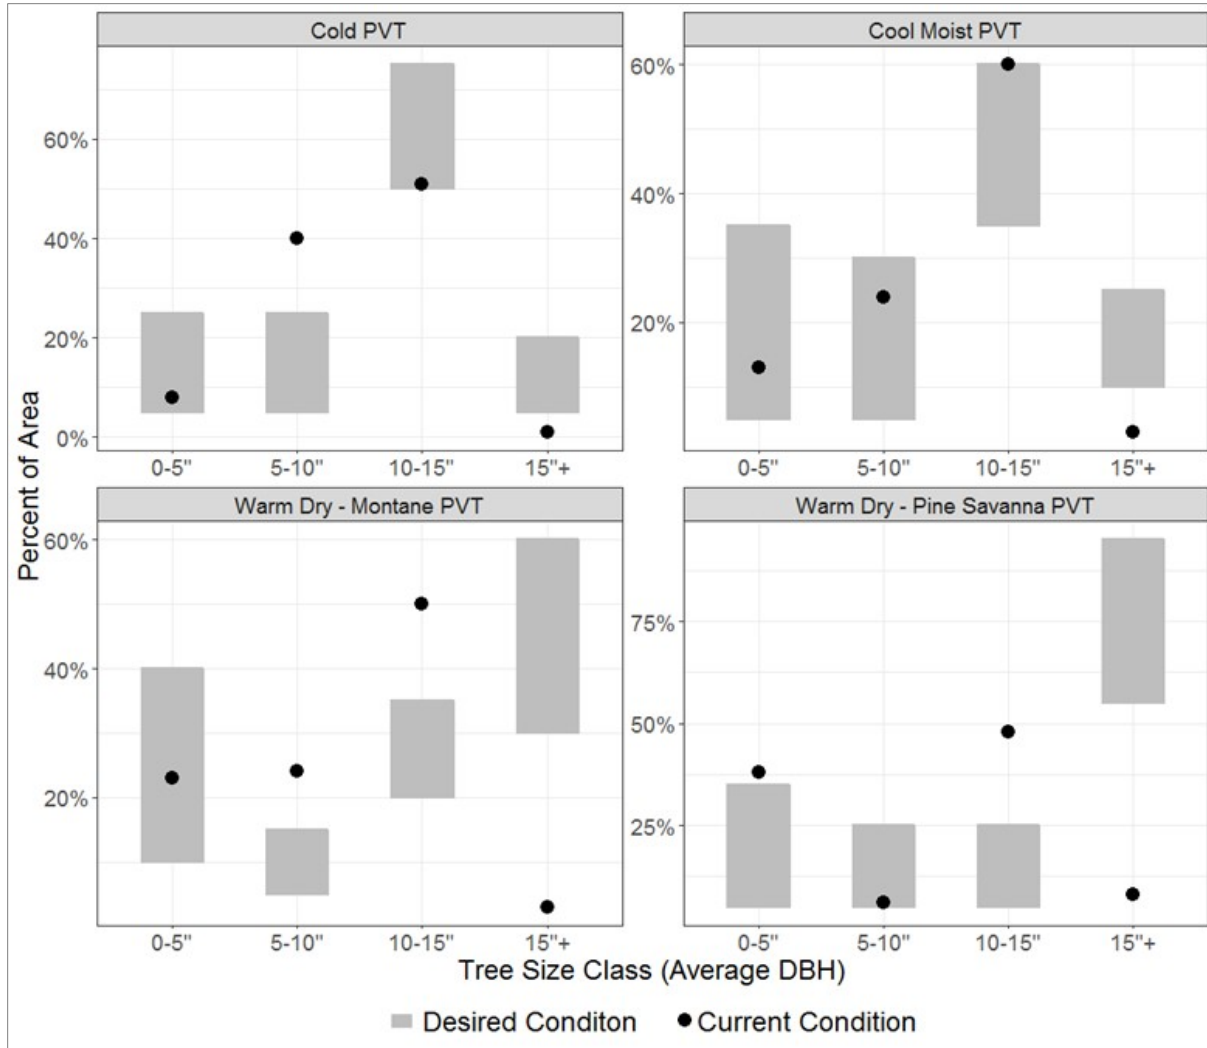 Cold PVT
Cool Moist PVT
60%
40%
20%
0%
60%
40%
20%
0-5" 5-10" 10-15" 15"+
0-5" 5-10" 10-15" 15"+
Percent of Area
Warm Dry - Montane PVT
Warm Dry - Pine Savanna PVT
60%
40%
20%
75%
50%
25%
0-5" 5-10" 10-15" 15"+
0-5" 5-10" 10-15" 15"+
Tree Size Class (Average DBH)
Desired Conditon Current Condition